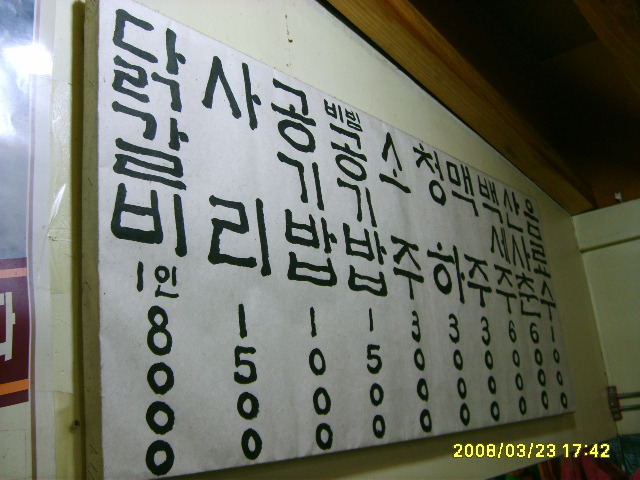 닭갈비 1인 8000
사리 1500
공기밥 1000
비빔공기밥 1500
소주 3000
청하 3000
맥주 3000
백세주 6000
산사춘 6000
음료수 1000
2008/03/23 17:42